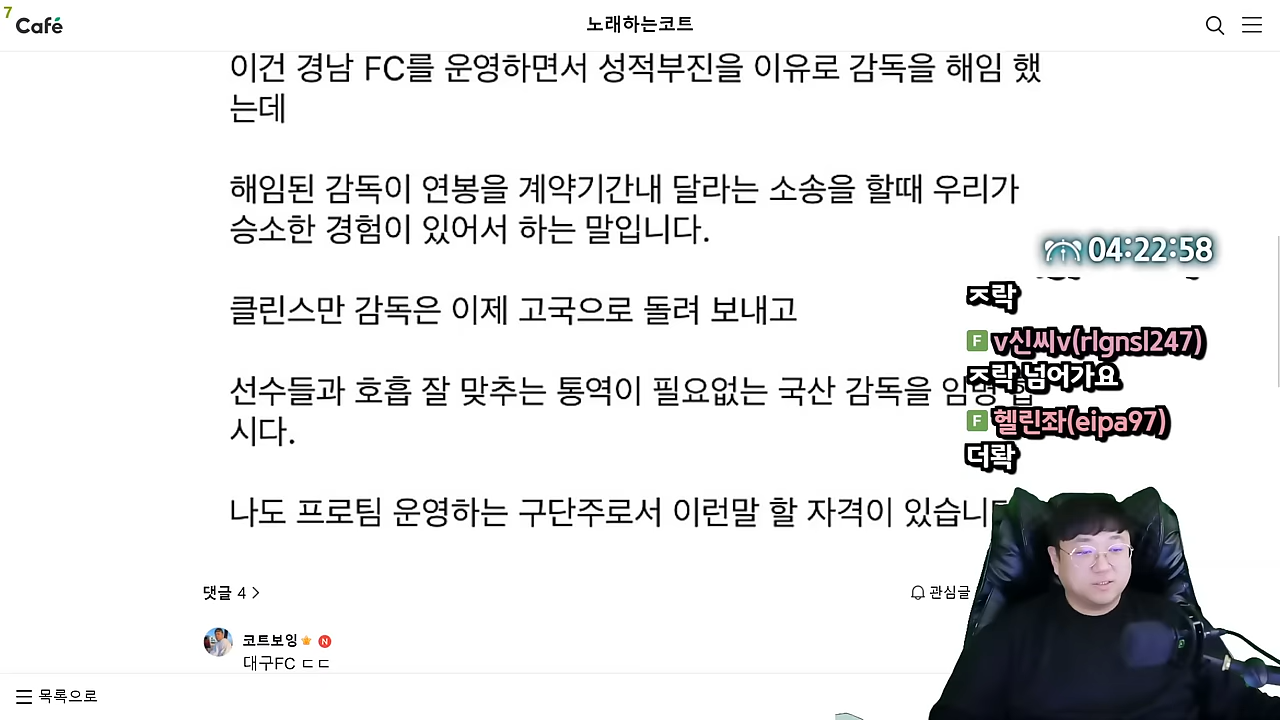 7
Café
노래하는코트
이건 경남 FC를 운영하면서 성적부진을 이유로 감독을 해임 했
는데
해임된 감독이 연봉을 계약기간내 달라는 소송을 할때 우리가
승소한 경험이 있어서 하는 말입니다.
클린스만 감독은 이제 고국으로 돌려 보내고
선수들과 호흡 잘 맞추는 통역이 필요없는 국산 감독을 임명 합
시다.
나도 프로팀 운영하는 구단주로서 이런말 할 자격이 있습니
04:22:58
ㅈ락
F v신씨v(rlgnsl247)
ㅈ락 넘어가요
F 헬린좌(eipa97)
더롹
댓글 4
관심글
코트보잉 N
대구FC ㄷㄷ
목록으로